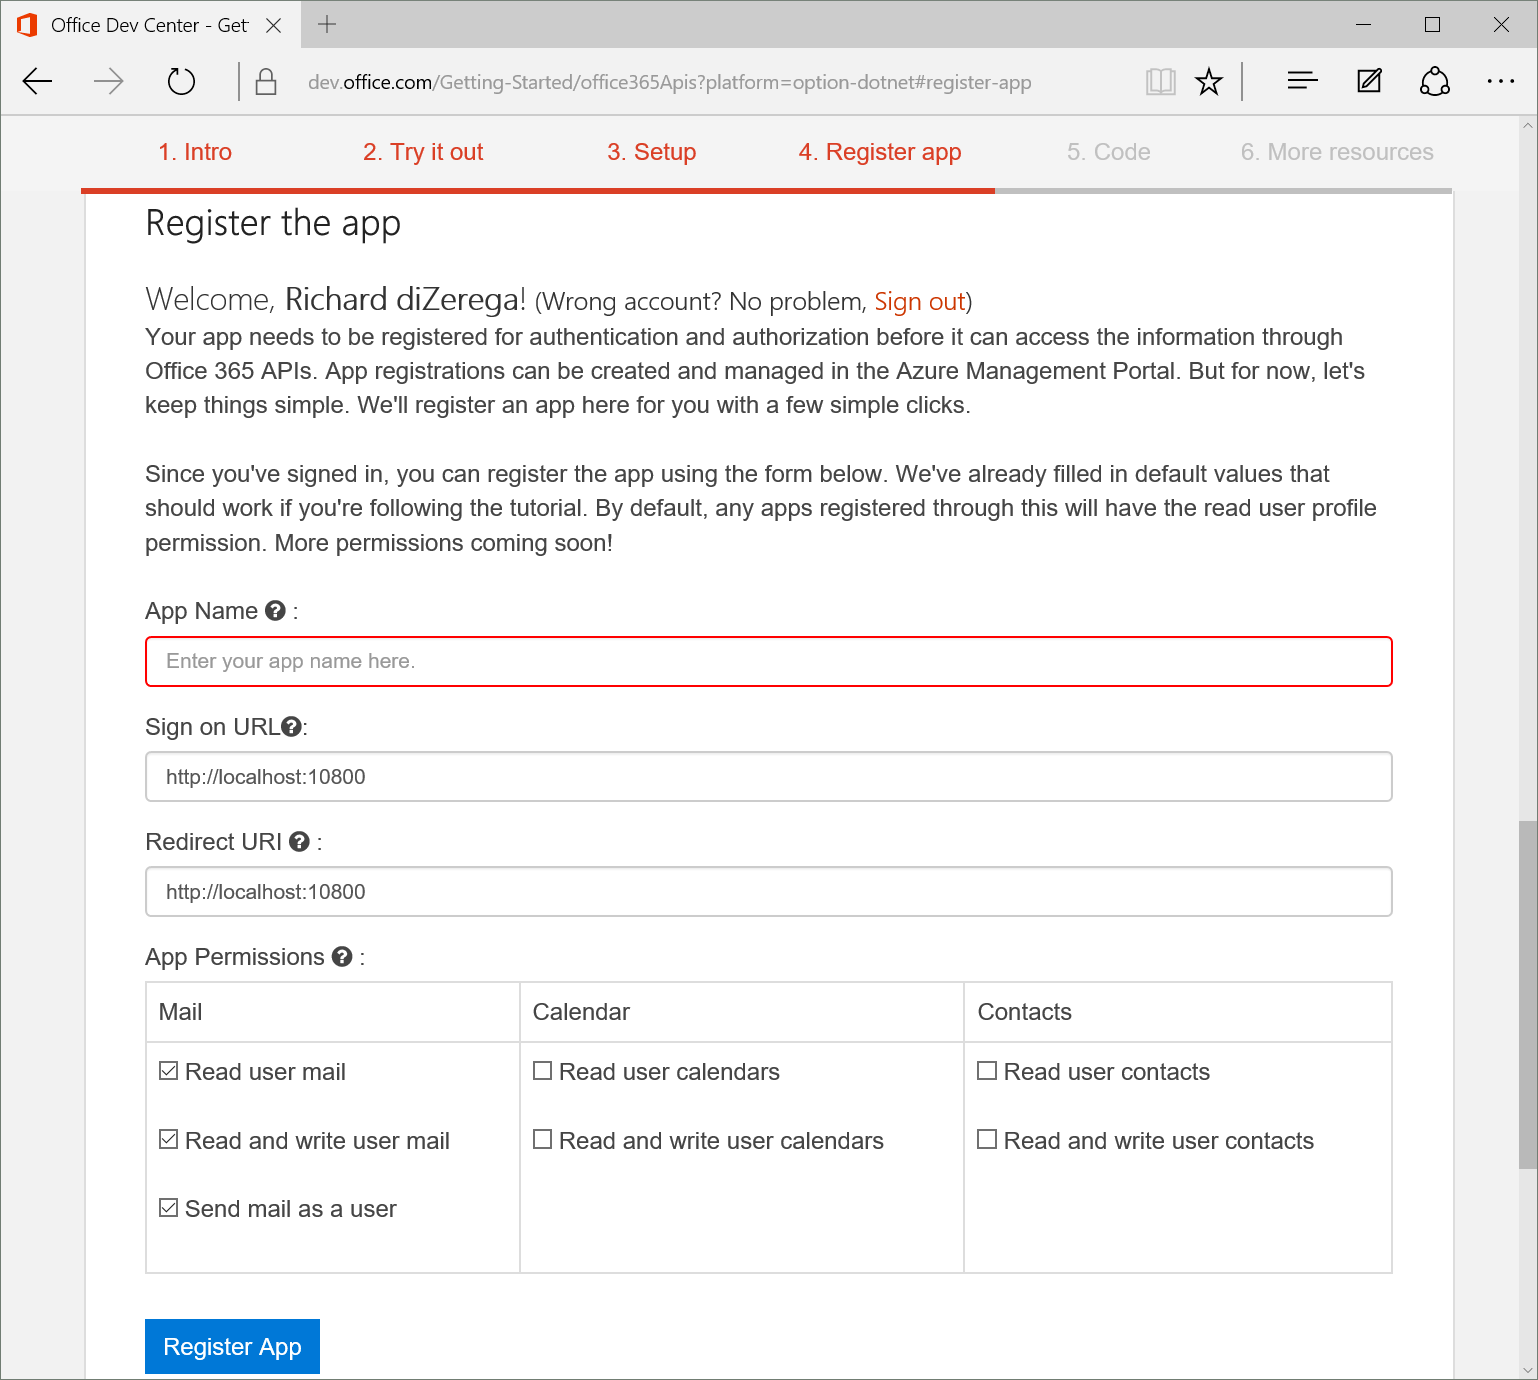 Office Dev Center - Get
dev.office.com/Getting-Started/office365Apis?platform=option-dotnet#register-app
1. Intro 2. Try it out 3. Setup 4. Register app 5. Code 6. More resources
Register the app
Welcome, Richard diZerega! (Wrong account? No problem, Sign out)
Your app needs to be registered for authentication and authorization before it can access the information through
Office 365 APIs. App registrations can be created and managed in the Azure Management Portal. But for now, let's
keep things simple. We'll register an app here for you with a few simple clicks.
Since you've signed in, you can register the app using the form below. We've already filled in default values that
should work if you're following the tutorial. By default, any apps registered through this will have the read user profile
permission. More permissions coming soon!
App Name ? :
Enter your app name here.
Sign on URL?:
http://localhost:10800
Redirect URI ? :
http://localhost:10800
App Permissions ? :
Mail Calendar Contacts
Read user mail Read user calendars Read user contacts
Read and write user mail Read and write user calendars Read and write user contacts
Send mail as a user
Register App